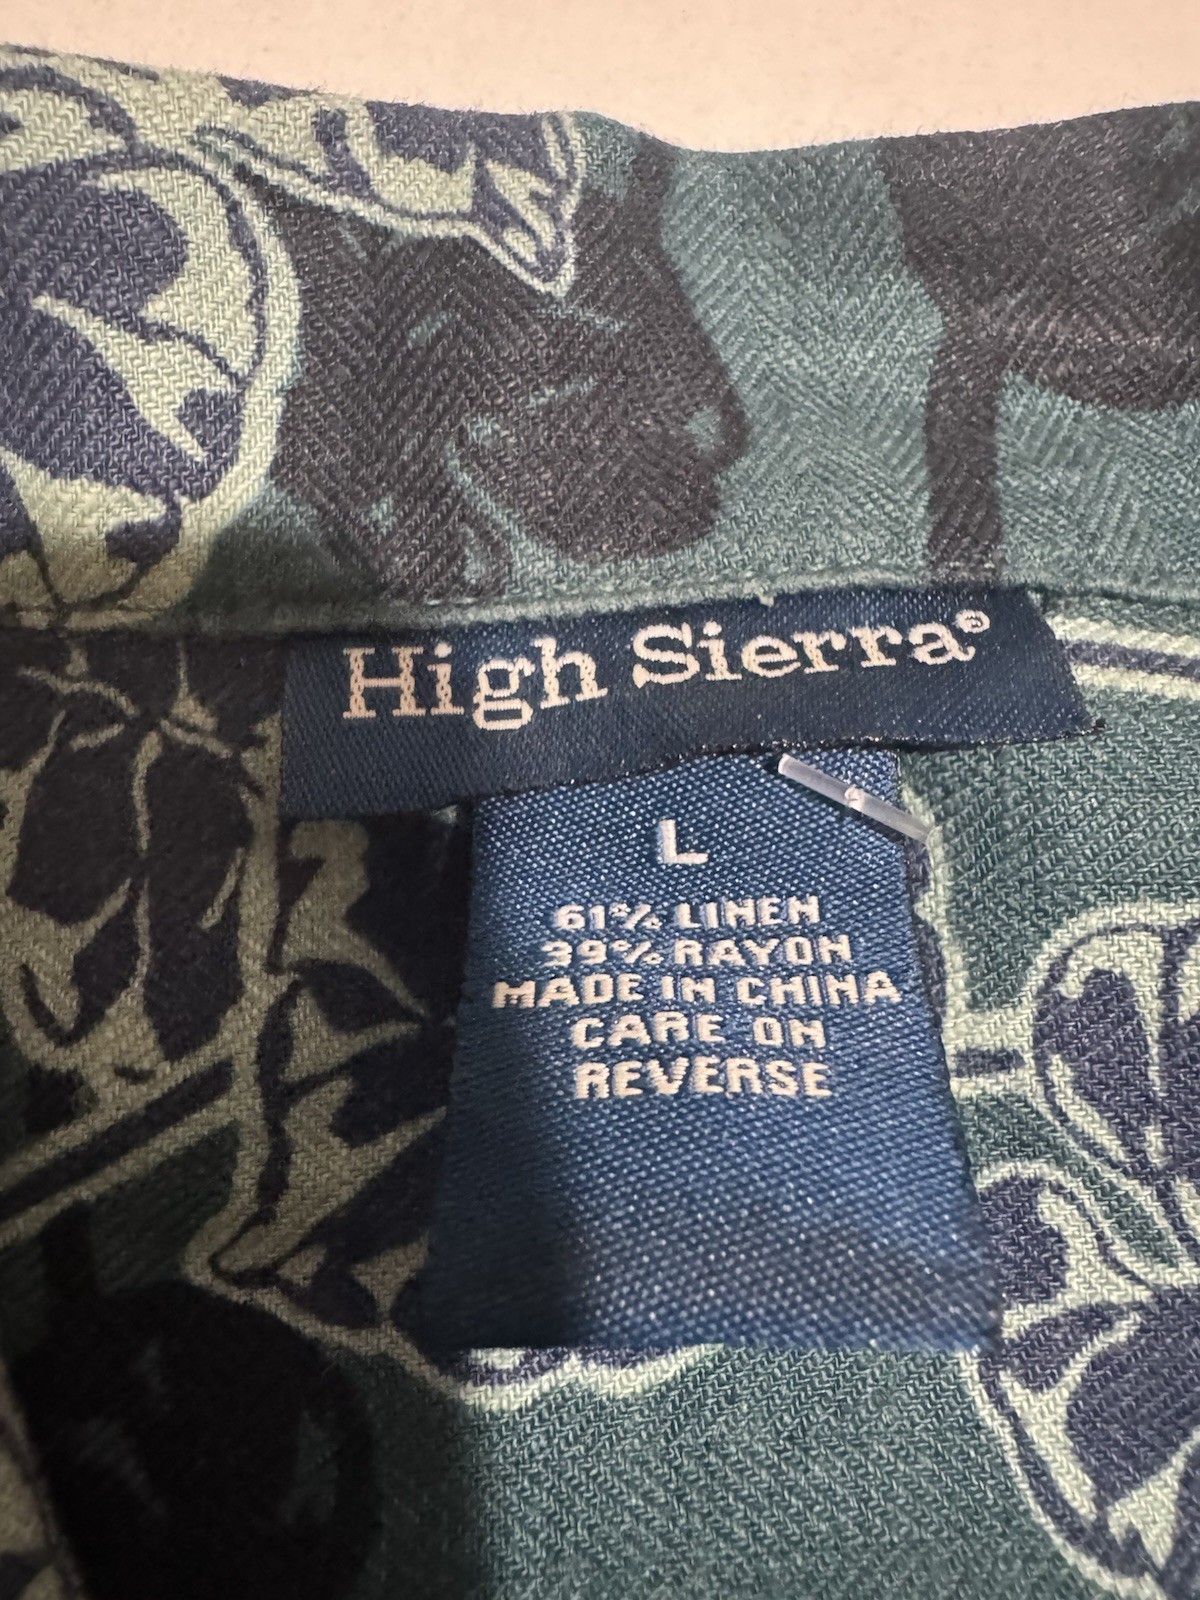 High Sierra®
L
61% LINEN
39% RAYON
MADE IN CHINA
CARE ON
REVERSE